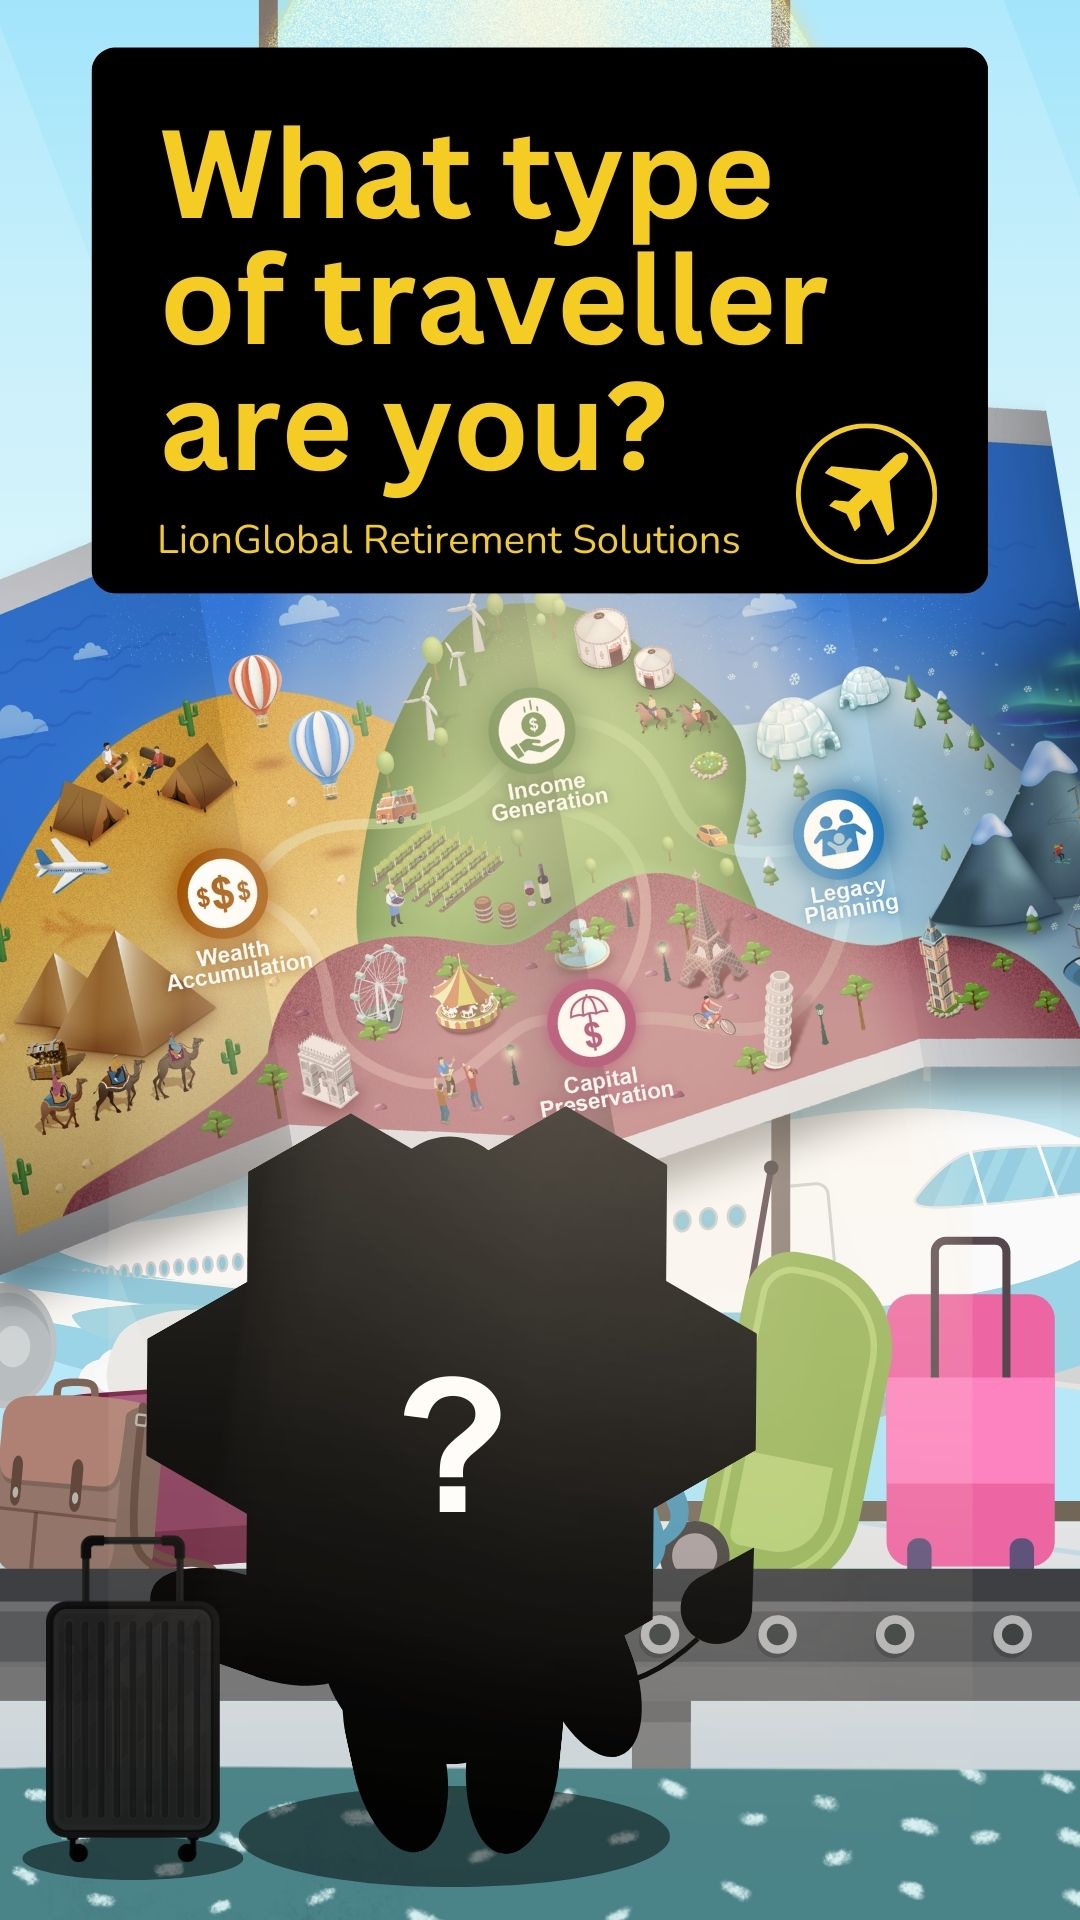 What type
of traveller
are you?
LionGlobal Retirement Solutions
$
Income
Generation
$$$
Wealth
Accumulation
Legacy
Planning
$
Capital
Preservation
?